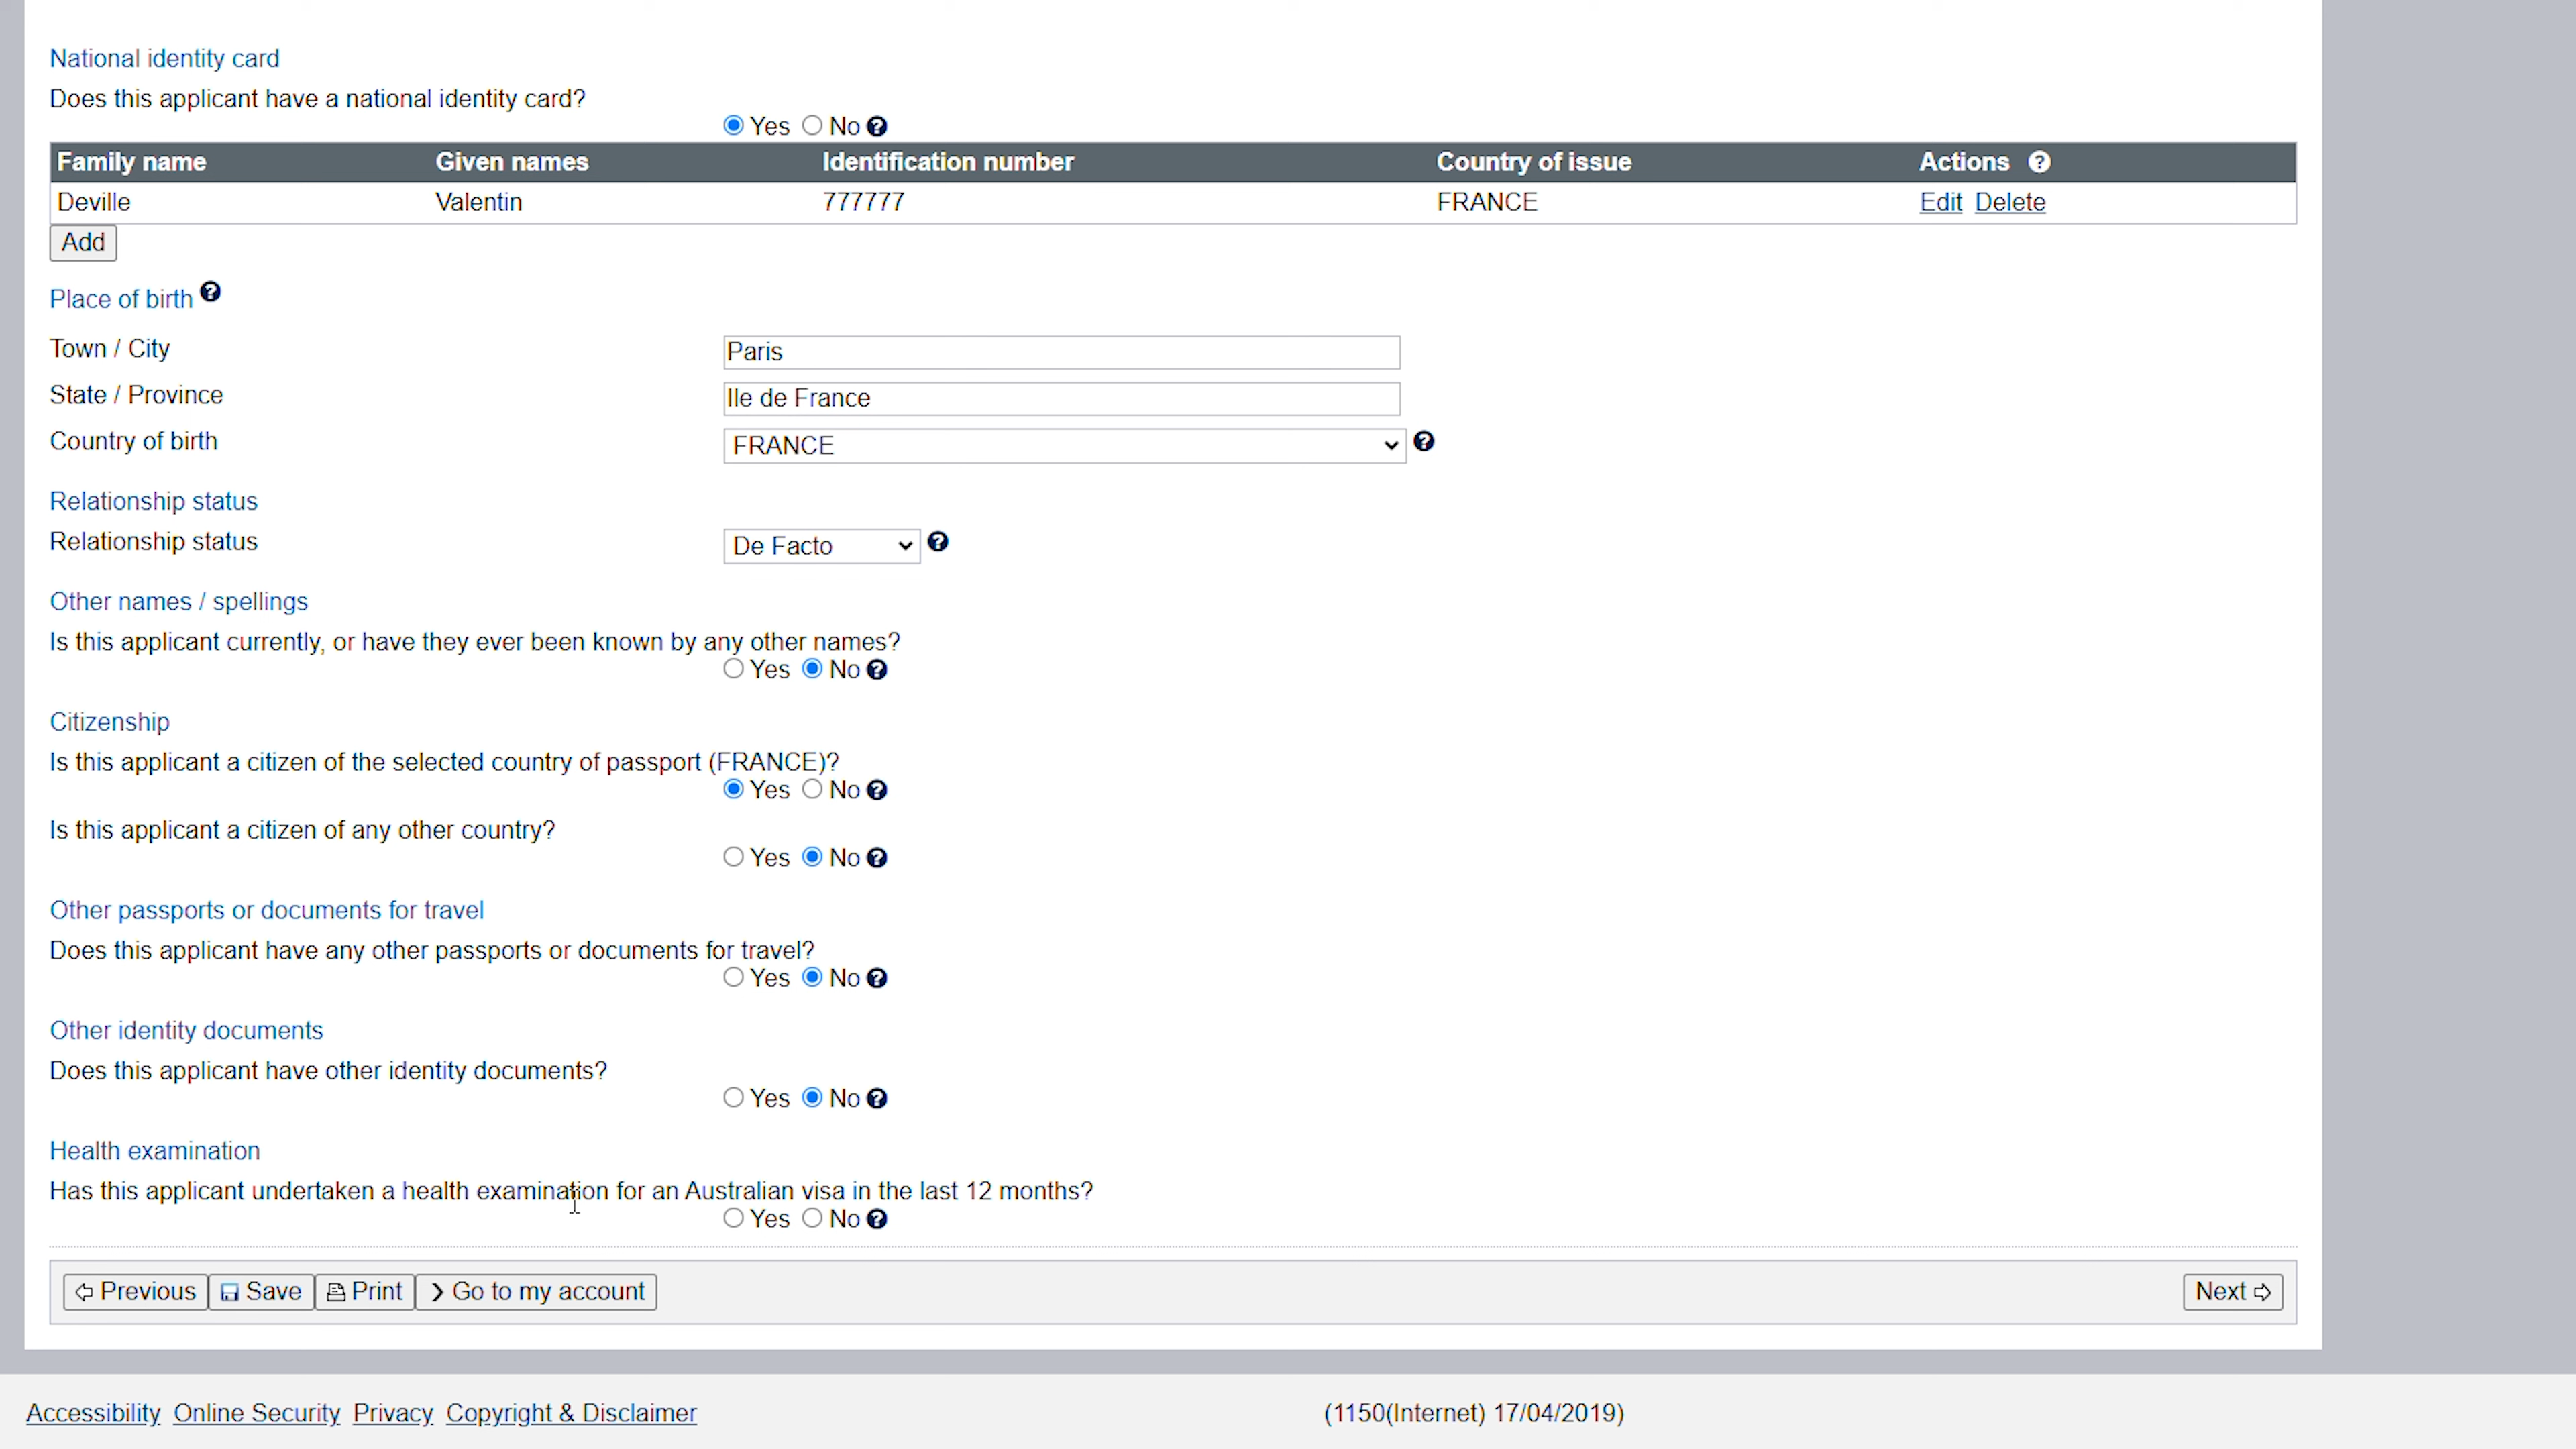 National identity card
Does this applicant have a national identity card?
Yes No
Family name Given names Identification number Country of issue Actions
Deville Valentin 777777 FRANCE Edit Delete
Add
Place of birth
Town / City Paris
State / Province Ile de France
Country of birth FRANCE
Relationship status
Relationship status De Facto
Other names / spellings
Is this applicant currently, or have they ever been known by any other names?
Yes No
Citizenship
Is this applicant a citizen of the selected country of passport (FRANCE)?
Yes No
Is this applicant a citizen of any other country?
Yes No
Other passports or documents for travel
Does this applicant have any other passports or documents for travel?
Yes No
Other identity documents
Does this applicant have other identity documents?
Yes No
Health examination
Has this applicant undertaken a health examination for an Australian visa in the last 12 months?
Yes No
Previous Save Print Go to my account Next
Accessibility Online Security Privacy Copyright & Disclaimer (1150(Internet) 17/04/2019)